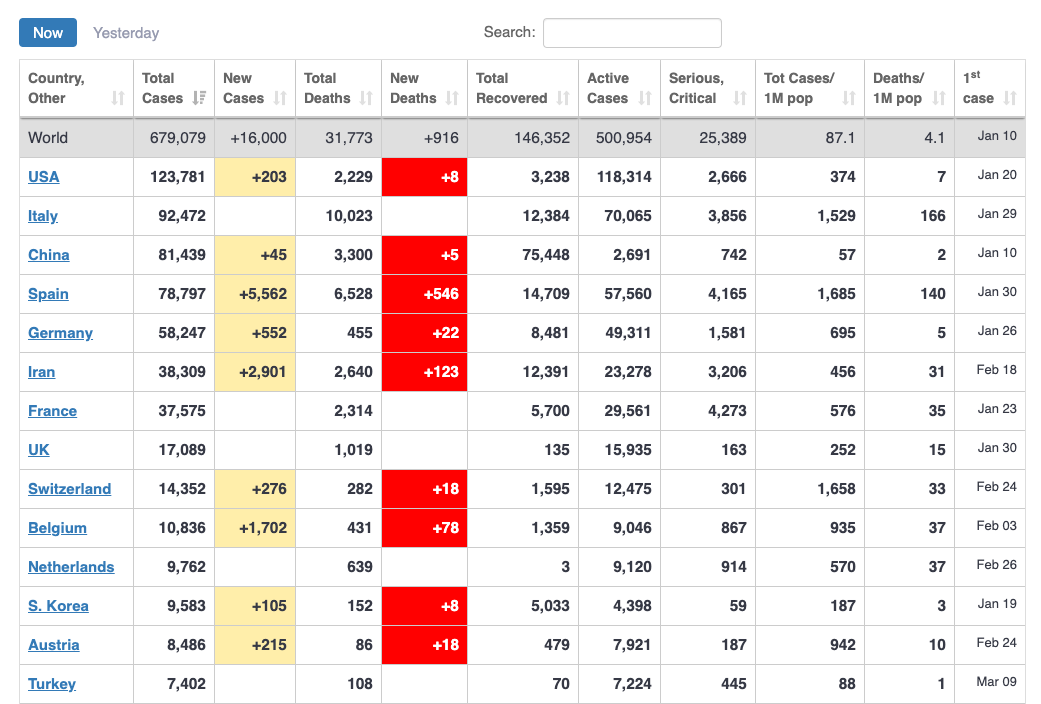 Now Yesterday Search:
Country, Other Total Cases New Cases Total Deaths New Deaths Total Recovered Active Cases Serious, Critical Tot Cases/ 1M pop Deaths/ 1M pop 1st case
World 679,079 +16,000 31,773 +916 146,352 500,954 25,389 87.1 4.1 Jan 10
USA 123,781 +203 2,229 +8 3,238 118,314 2,666 374 7 Jan 20
Italy 92,472 10,023 12,384 70,065 3,856 1,529 166 Jan 29
China 81,439 +45 3,300 +5 75,448 2,691 742 57 2 Jan 10
Spain 78,797 +5,562 6,528 +546 14,709 57,560 4,165 1,685 140 Jan 30
Germany 58,247 +552 455 +22 8,481 49,311 1,581 695 5 Jan 26
Iran 38,309 +2,901 2,640 +123 12,391 23,278 3,206 456 31 Feb 18
France 37,575 2,314 5,700 29,561 4,273 576 35 Jan 23
UK 17,089 1,019 135 15,935 163 252 15 Jan 30
Switzerland 14,352 +276 282 +18 1,595 12,475 301 1,658 33 Feb 24
Belgium 10,836 +1,702 431 +78 1,359 9,046 867 935 37 Feb 03
Netherlands 9,762 639 3 9,120 914 570 37 Feb 26
S. Korea 9,583 +105 152 +8 5,033 4,398 59 187 3 Jan 19
Austria 8,486 +215 86 +18 479 7,921 187 942 10 Feb 24
Turkey 7,402 108 70 7,224 445 88 1 Mar 09